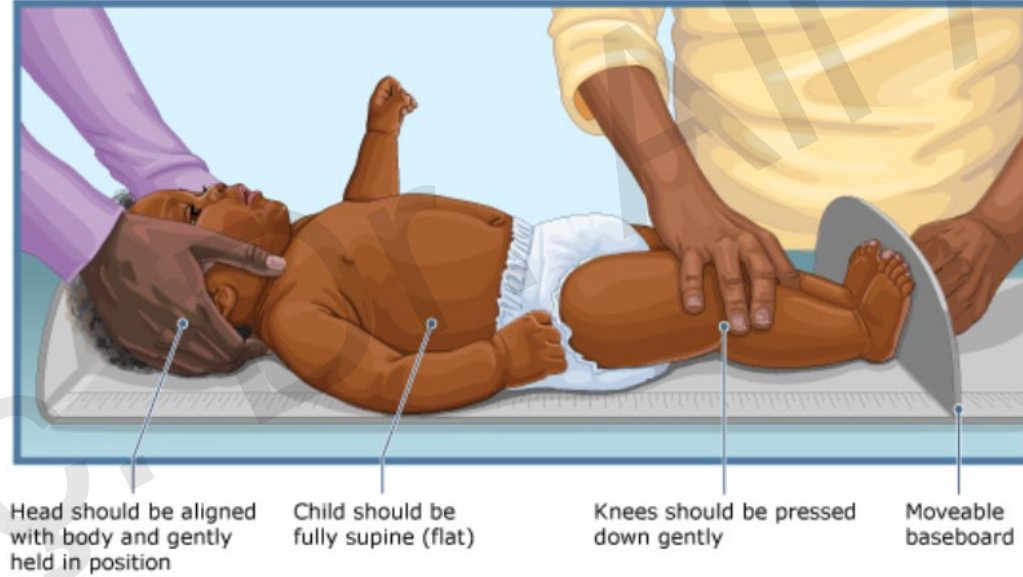 Head should be aligned
with body and gently
held in position
Child should be
fully supine (flat)
Knees should be pressed
down gently
Moveable
baseboard